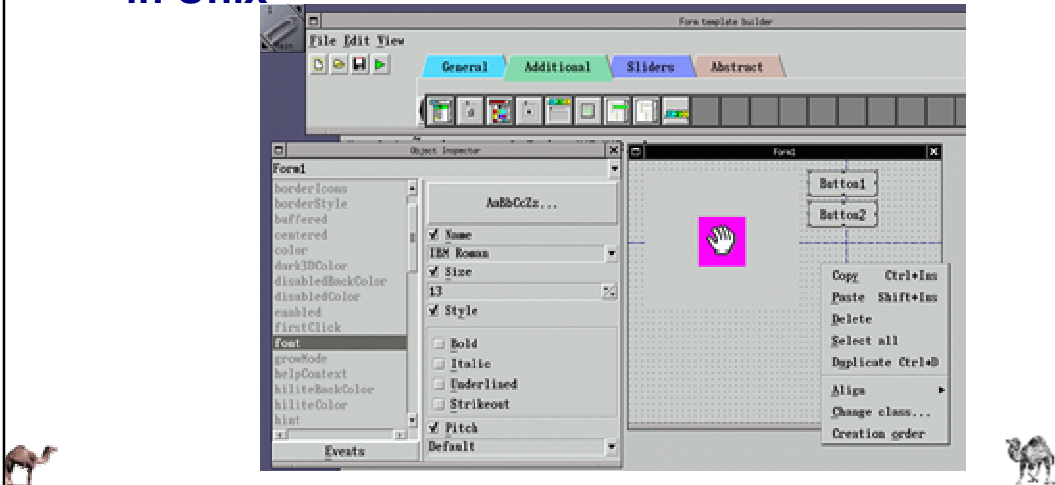 in Unix
1
Main
Form template builder
File Edit View
General Additional Sliders Abstract
Object Inspector
Form1
borderIcons
borderStyle
buffered
centered
color
dark3DColor
disabledBackColor
disabledColor
enabled
firstClick
font
growMode
helpContext
hiliteBackColor
hiliteColor
hint
Events
AaBbCcZz...
Name
IBM Roman
Size
13
Style
Bold
Italic
Underlined
Strikeout
Pitch
Default
Form1
Button1
Button2
Copy Ctrl+Ins
Paste Shift+Ins
Delete
Select all
Duplicate Ctrl+D
Align
Change class...
Creation order